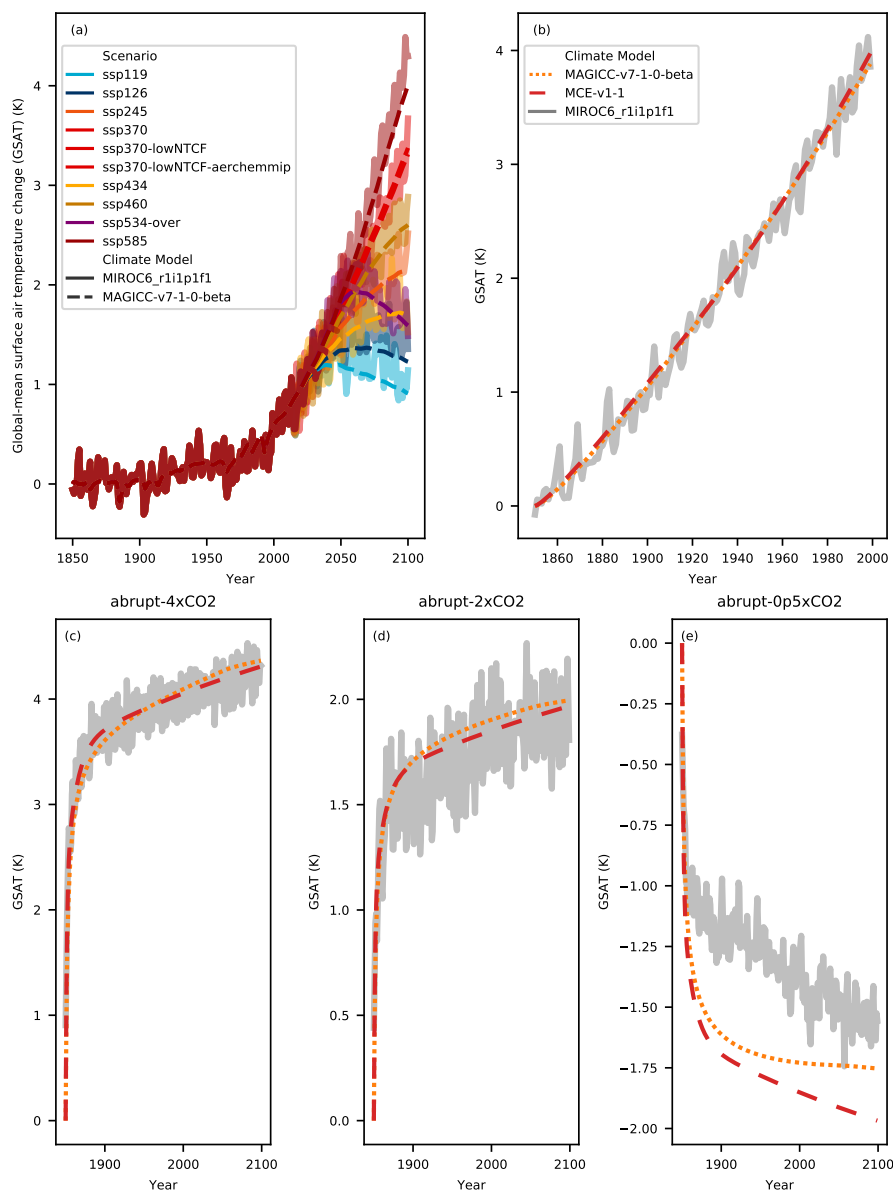 (a)
Scenario
ssp119
ssp126
ssp245
ssp370
ssp370-lowNTCF
ssp370-lowNTCF-aerchemmip
ssp434
ssp460
ssp534-over
ssp585
Climate Model
MIROC6_r1i1p1f1
MAGICC-v7-1-0-beta
Global-mean surface air temperature change (GSAT) (K)
4
3
2
1
0
1850 1900 1950 2000 2050 2100
Year
(b)
Climate Model
MAGICC-v7-1-0-beta
MCE-v1-1
MIROC6_r1i1p1f1
GSAT (K)
4
3
2
1
0
1860 1880 1900 1920 1940 1960 1980 2000
Year
abrupt-4xCO2
(c)
GSAT (K)
4
3
2
1
0
1900 2000 2100
Year
abrupt-2xCO2
(d)
GSAT (K)
2.0
1.5
1.0
0.5
0.0
1900 2000 2100
Year
abrupt-0p5xCO2
(e)
GSAT (K)
0.00
−0.25
−0.50
−0.75
−1.00
−1.25
−1.50
−1.75
−2.00
1900 2000 2100
Year